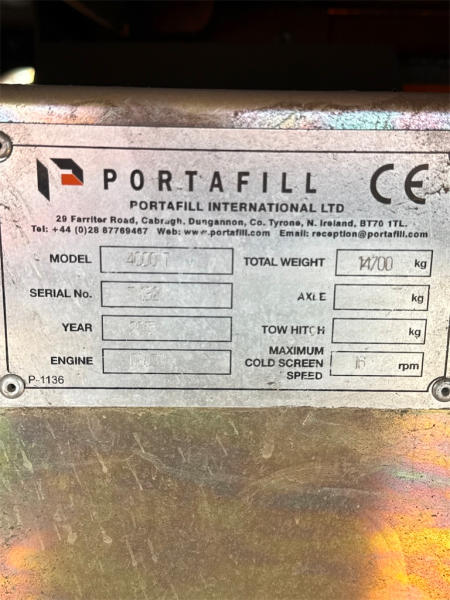 PORTAFILL CE
PORTAFILL INTERNATIONAL LTD
29 Farriter Road, Cabragh, Dungannon, Co. Tyrone, N. Ireland, BT70 1TL.
Tel: +44 (0)28 87769467 Web: www.portafill.com Email: reception@portafill.com
MODEL TOTAL WEIGHT 14700 kg
SERIAL No. AXLE kg
YEAR TOW HITCH kg
ENGINE MAXIMUM COLD SCREEN SPEED rpm
P-1136